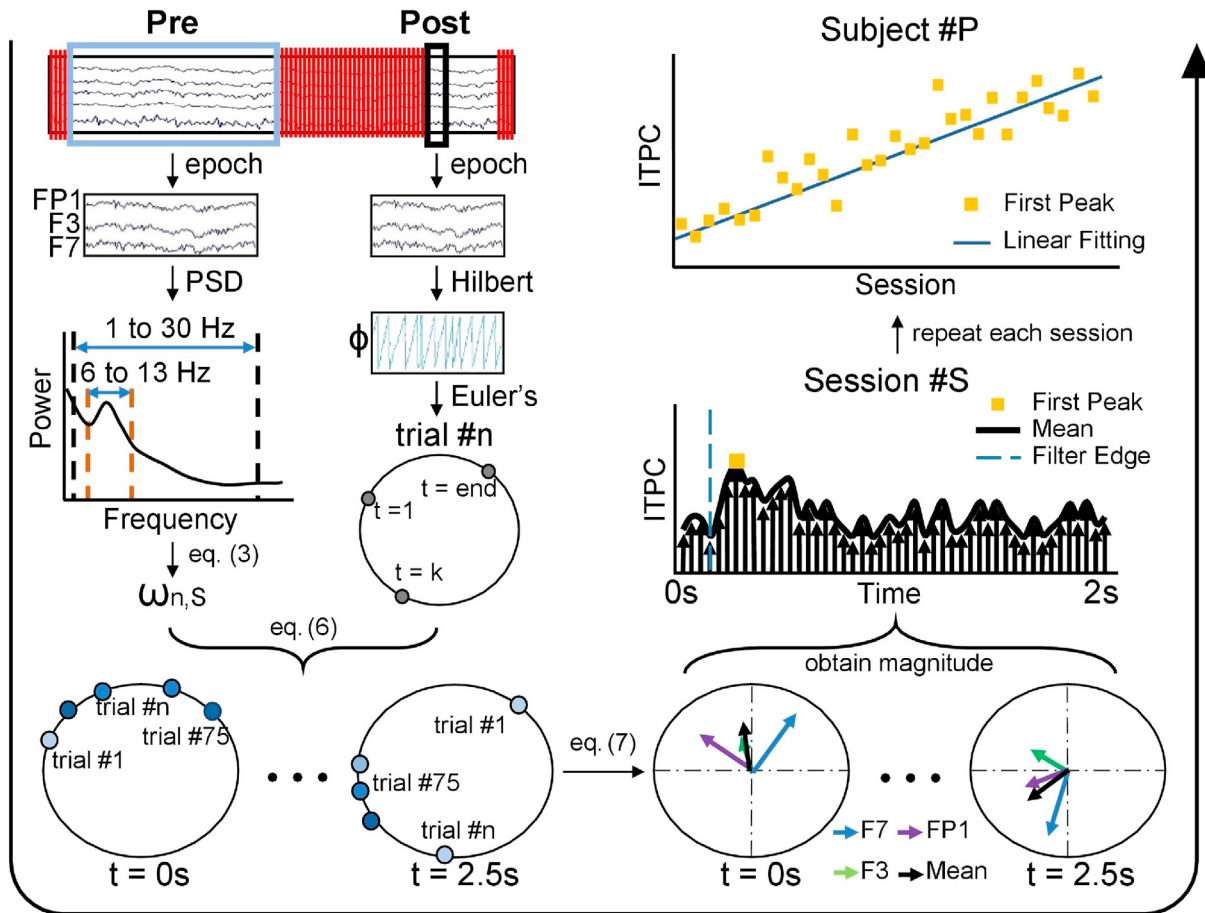 Pre
Post
epoch
epoch
FP1
F3
F7
PSD
Hilbert
1 to 30 Hz
6 to 13 Hz
Power
Frequency
ϕ
Euler's
trial #n
t = end
t =1
t = k
eq. (3)
ωn,S
eq. (6)
trial #n
trial #75
trial #1
t = 0s
trial #1
trial #75
trial #n
t = 2.5s
eq. (7)
Subject #P
ITPC
First Peak
Linear Fitting
Session
repeat each session
Session #S
First Peak
Mean
Filter Edge
ITPC
0s
Time
2s
obtain magnitude
F7
FP1
F3
Mean
t = 0s
t = 2.5s